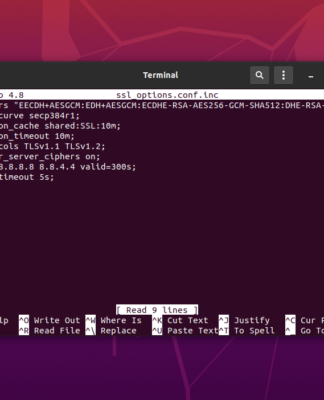 Terminal
o 4.8 ssl_options.conf.inc
rs "EECDH+AESGCM:EDH+AESGCM:ECDHE-RSA-AES256-GCM-SHA512:DHE-RSA-
curve secp384r1;
on_cache shared:SSL:10m;
on_timeout 10m;
cols TLSv1.1 TLSv1.2;
r_server_ciphers on;
8.8.8.8 8.8.4.4 valid=300s;
timeout 5s;
[ Read 9 lines ]
lp ^O Write Out ^W Where Is ^K Cut Text ^J Justify ^C Cur P
^R Read File ^\ Replace ^U Paste Text ^T To Spell ^_ Go To